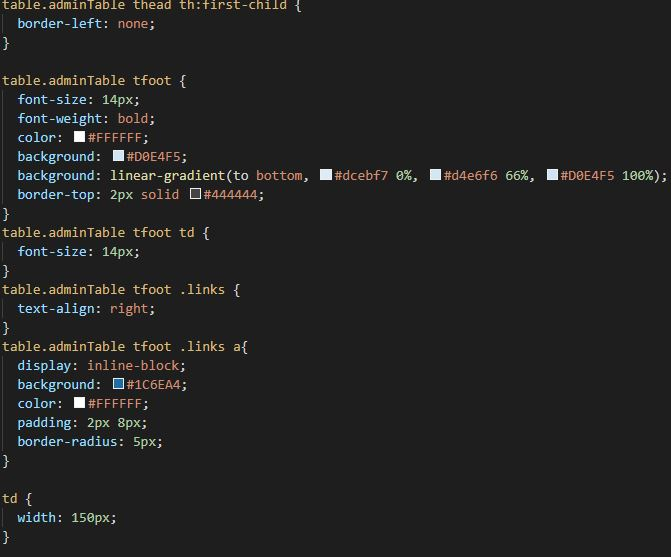 table.adminTable thead th:first-child {
  border-left: none;
}

table.adminTable tfoot {
  font-size: 14px;
  font-weight: bold;
  color: #FFFFFF;
  background: #D0E4F5;
  background: linear-gradient(to bottom, #dcebf7 0%, #d4e6f6 66%, #D0E4F5 100%);
  border-top: 2px solid #444444;
}
table.adminTable tfoot td {
  font-size: 14px;
}
table.adminTable tfoot .links {
  text-align: right;
}
table.adminTable tfoot .links a{
  display: inline-block;
  background: #1C6EA4;
  color: #FFFFFF;
  padding: 2px 8px;
  border-radius: 5px;
}

td {
  width: 150px;
}